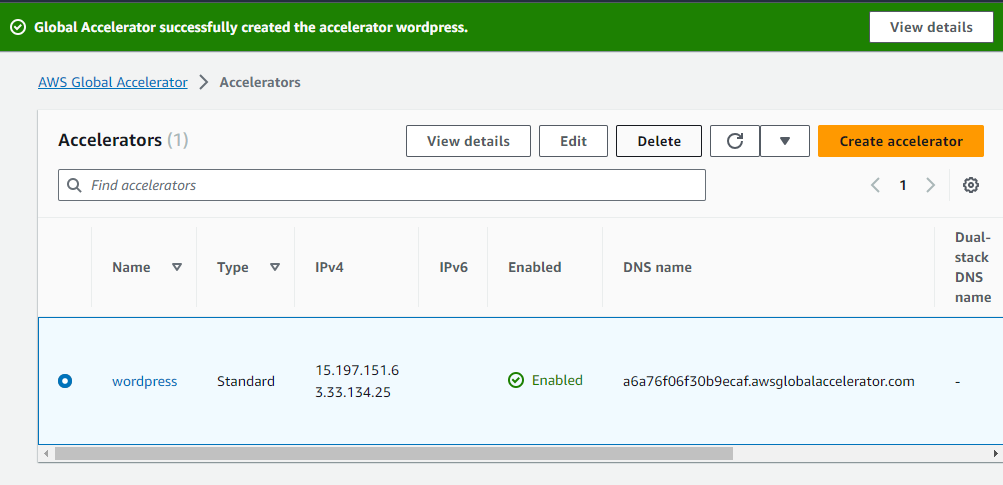 Global Accelerator successfully created the accelerator wordpress.
View details
AWS Global Accelerator > Accelerators
Accelerators (1)
View details
Edit
Delete
Create accelerator
Find accelerators
1
Name
Type
IPv4
IPv6
Enabled
DNS name
Dual-
stack
DNS
name
wordpress
Standard
15.197.151.6
3.33.134.25
Enabled
a6a76f06f30b9ecaf.awsglobalaccelerator.com
-